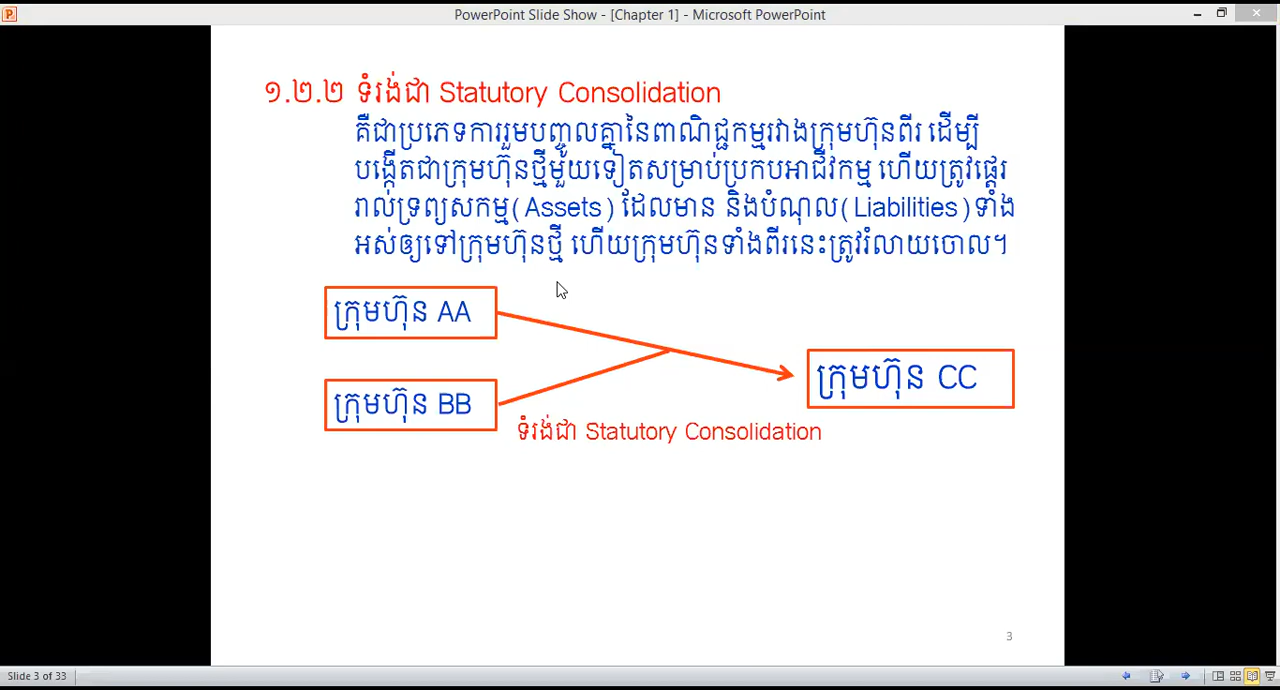 PowerPoint Slide Show - [Chapter 1] - Microsoft PowerPoint
១.២.២ ទំរង់ជា Statutory Consolidation
គឺជាប្រភេទការរួមបញ្ចូលគ្នានៃពាណិជ្ជកម្មរវាងក្រុមហ៊ុនពីរ ដើម្បី
បង្កើតជាក្រុមហ៊ុនថ្មីមួយទៀតសម្រាប់ប្រកបអាជីវកម្ម ហើយត្រូវផ្តេរ
រាល់ទ្រព្យសកម្ម(Assets) ដែលមាន និងបំណុល(Liabilities)ទាំង
អស់ឲ្យទៅក្រុមហ៊ុនថ្មី ហើយក្រុមហ៊ុនទាំងពីរនេះត្រូវរំលាយចោល។
ក្រុមហ៊ុន AA
ក្រុមហ៊ុន CC
ក្រុមហ៊ុន BB
ទំរង់ជា Statutory Consolidation
3
Slide 3 of 33